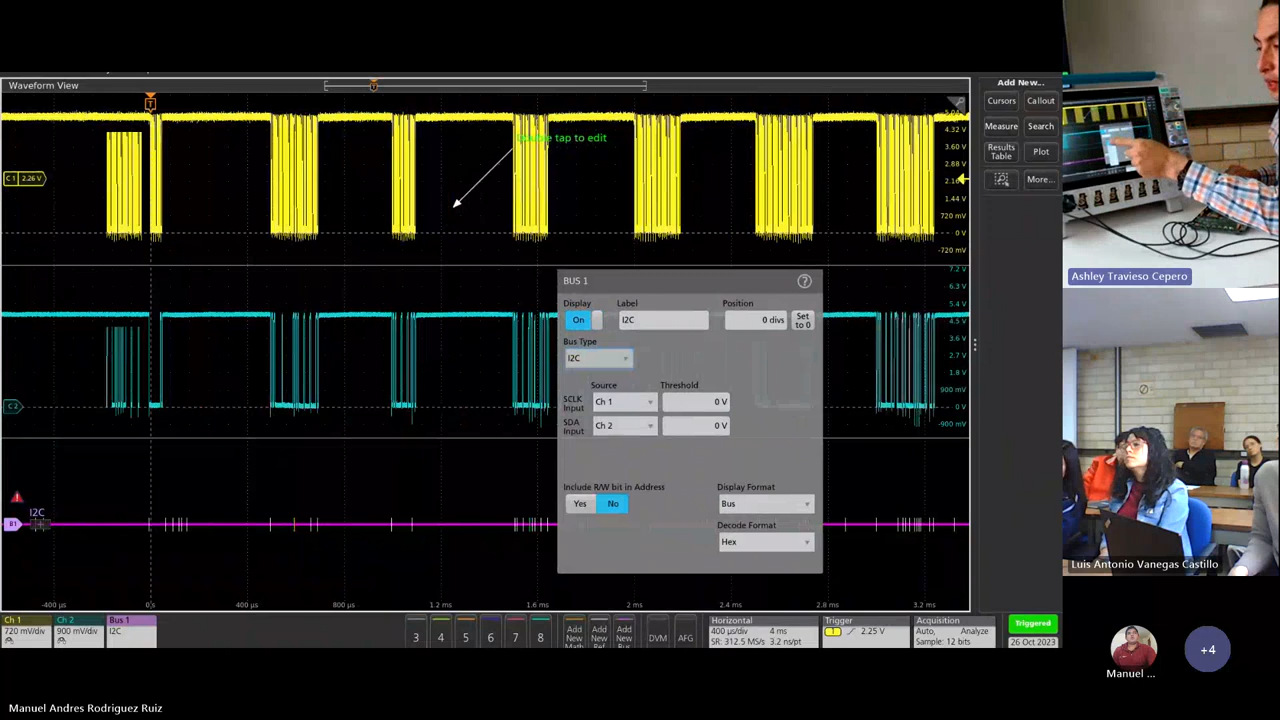 Waveform View
Add New...
Cursors
Callout
Measure
Search
Results Table
Plot
More...
T
T
C 1 2.26 V
tap to edit
4.32 V
3.60 V
2.88 V
1.44 V
720 mV
0 V
-720 mV
7.2 V
6.3 V
5.4 V
4.5 V
3.6 V
2.7 V
1.8 V
900 mV
0 V
-900 mV
C 2
BUS 1
?
Display
Label
Position
On
I2C
0 divs
Set to 0
Bus Type
I2C
Source
Threshold
SCLK Input
Ch 1
0 V
SDA Input
Ch 2
0 V
Include R/W bit in Address
Display Format
Yes
No
Bus
Decode Format
Hex
B1
I2C
-400 µs
0 s
400 µs
800 µs
1.2 ms
1.6 ms
2 ms
2.4 ms
2.8 ms
3.2 ms
Ch 1
720 mV/div
Ch 2
900 mV/div
Bus 1
I2C
3
4
5
6
7
8
Add New Math
Add New
Add New Bus
DVM
AFG
Horizontal
400 µs/div 4 ms
SR: 312.5 MS/s 3.2 ns/pt
Trigger
1 2.25 V
Acquisition
Auto, Analyze
Sample: 12 bits
Triggered
26 Oct 2023
Ashley Travieso Cepero
Luis Antonio Vanegas Castillo
Manuel ...
+4
Manuel Andres Rodriguez Ruiz